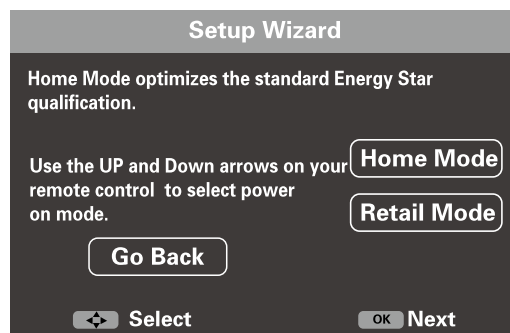 Setup Wizard
Home Mode optimizes the standard Energy Star
qualification.
Use the UP and Down arrows on your
remote control to select power
on mode.
Home Mode
Retail Mode
Go Back
Select
OK Next